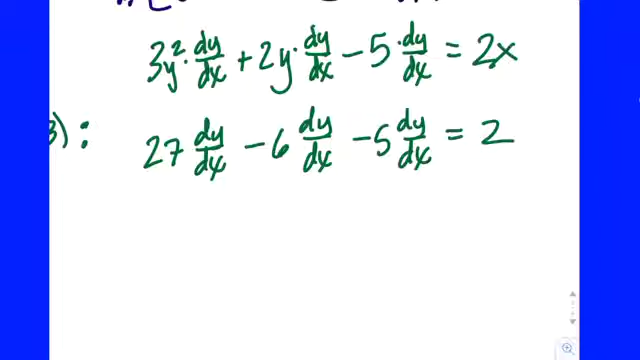 3y²·dy/dx + 2y·dy/dx − 5·dy/dx = 2x
3): 27 dy/dx − 6 dy/dx − 5 dy/dx = 2